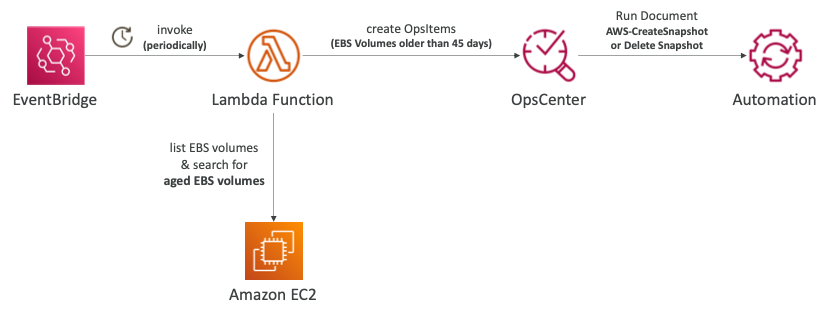 invoke
(periodically)
create OpsItems
(EBS Volumes older than 45 days)
Run Document
AWS-CreateSnapshot
or Delete Snapshot
EventBridge
Lambda Function
OpsCenter
Automation
list EBS volumes
& search for
aged EBS volumes
Amazon EC2